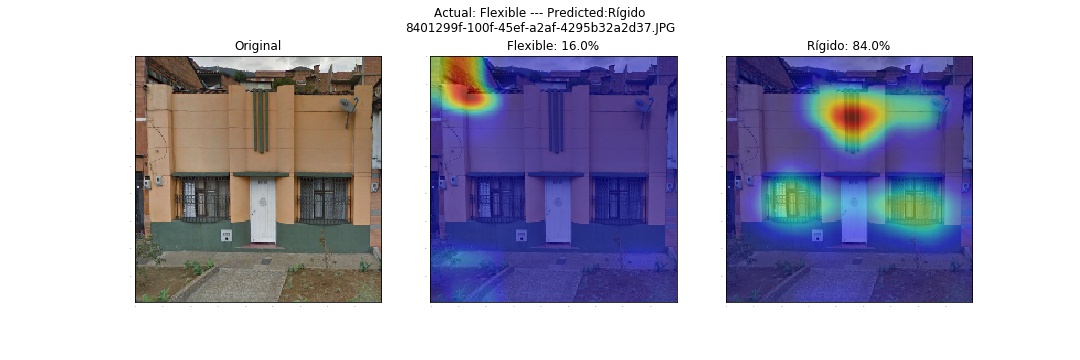 Actual: Flexible --- Predicted:Rígido
8401299f-100f-45ef-a2af-4295b32a2d37.JPG
Original
Flexible: 16.0%
Rígido: 84.0%